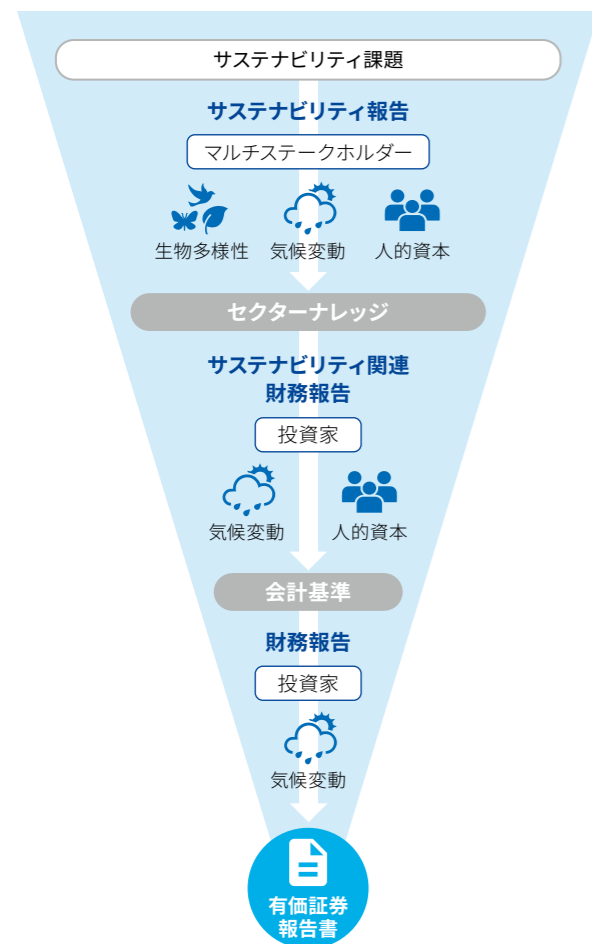 サステナビリティ課題
サステナビリティ報告
マルチステークホルダー
生物多様性 気候変動 人的資本
セクターナレッジ
サステナビリティ関連
財務報告
投資家
気候変動 人的資本
会計基準
財務報告
投資家
気候変動
有価証券
報告書